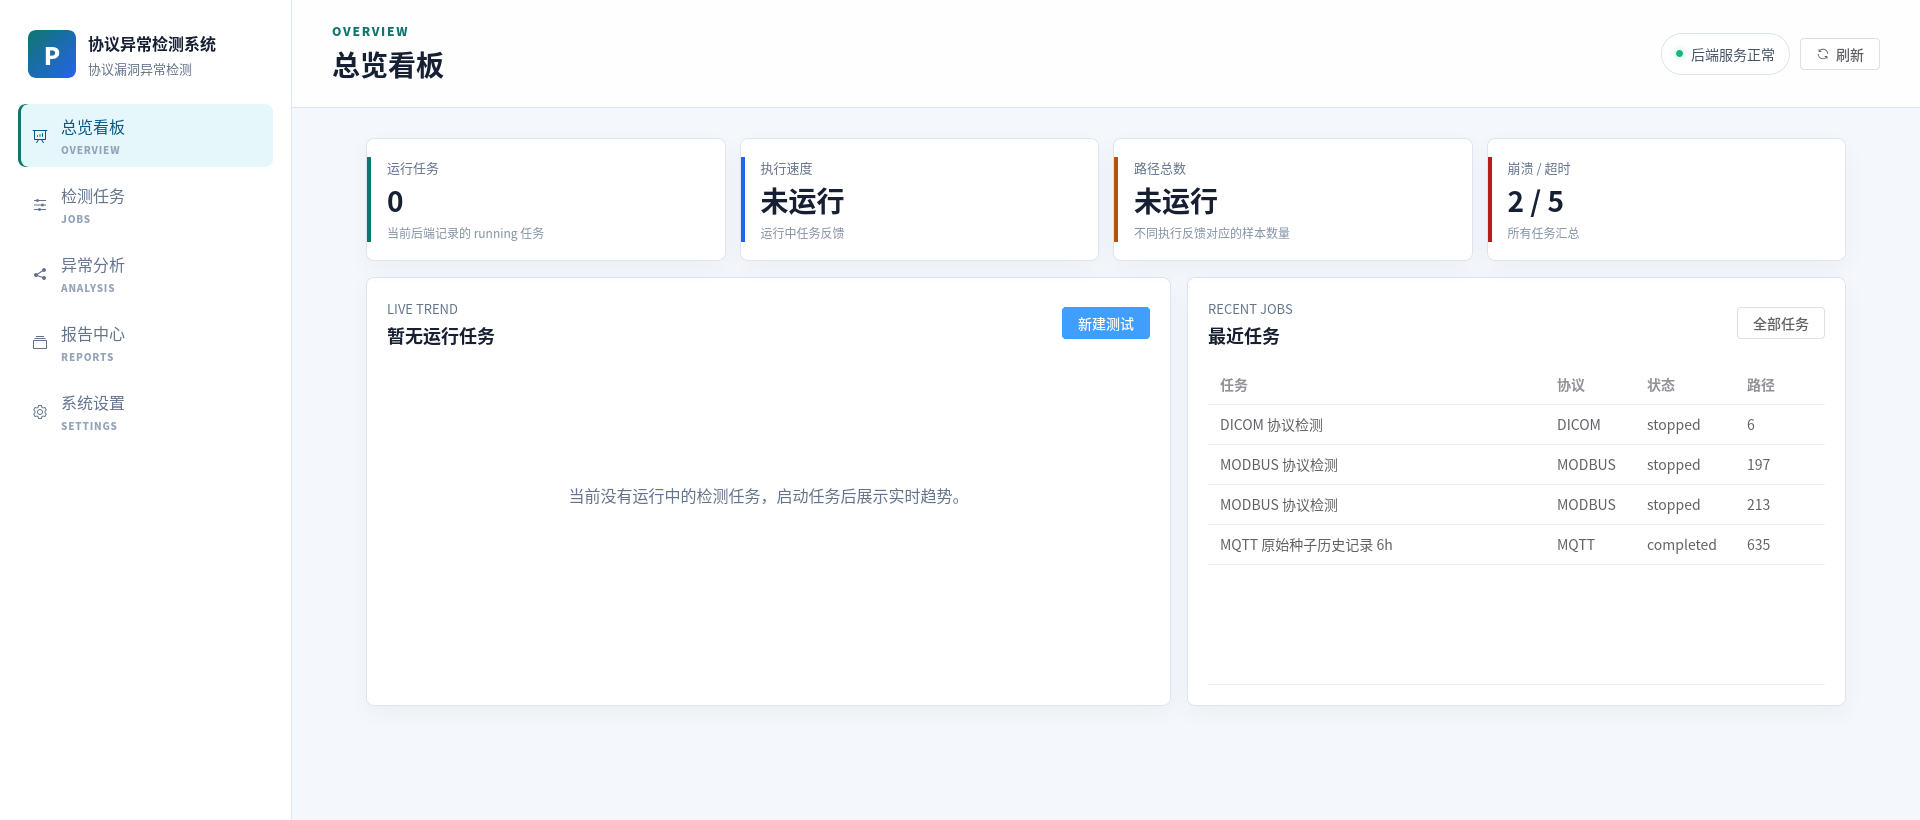 P
协议异常检测系统
协议漏洞异常检测
总览看板
OVERVIEW
检测任务
JOBS
异常分析
ANALYSIS
报告中心
REPORTS
系统设置
SETTINGS
OVERVIEW
总览看板
后端服务正常
刷新
运行任务
0
当前后端记录的 running 任务
执行速度
未运行
运行中任务反馈
路径总数
未运行
不同执行反馈对应的样本数量
崩溃 / 超时
2 / 5
所有任务汇总
LIVE TREND
暂无运行任务
新建测试
当前没有运行中的检测任务，启动任务后展示实时趋势。
RECENT JOBS
最近任务
全部任务
任务 协议 状态 路径
DICOM 协议检测 DICOM stopped 6
MODBUS 协议检测 MODBUS stopped 197
MODBUS 协议检测 MODBUS stopped 213
MQTT 原始种子历史记录 6h MQTT completed 635